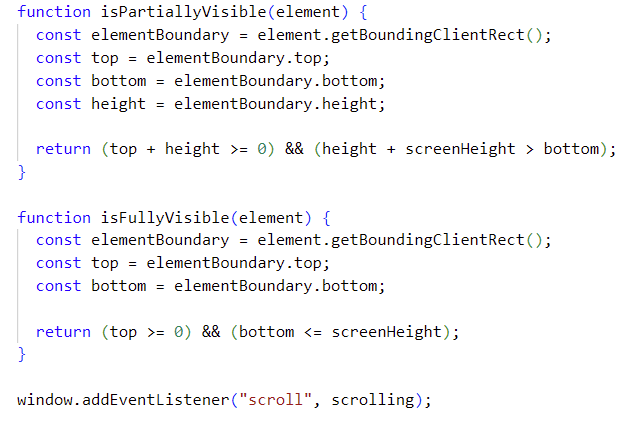 function isPartiallyVisible(element) {
  const elementBoundary = element.getBoundingClientRect();
  const top = elementBoundary.top;
  const bottom = elementBoundary.bottom;
  const height = elementBoundary.height;

  return (top + height >= 0) && (height + screenHeight > bottom);
}

function isFullyVisible(element) {
  const elementBoundary = element.getBoundingClientRect();
  const top = elementBoundary.top;
  const bottom = elementBoundary.bottom;

  return (top >= 0) && (bottom <= screenHeight);
}

window.addEventListener("scroll", scrolling);